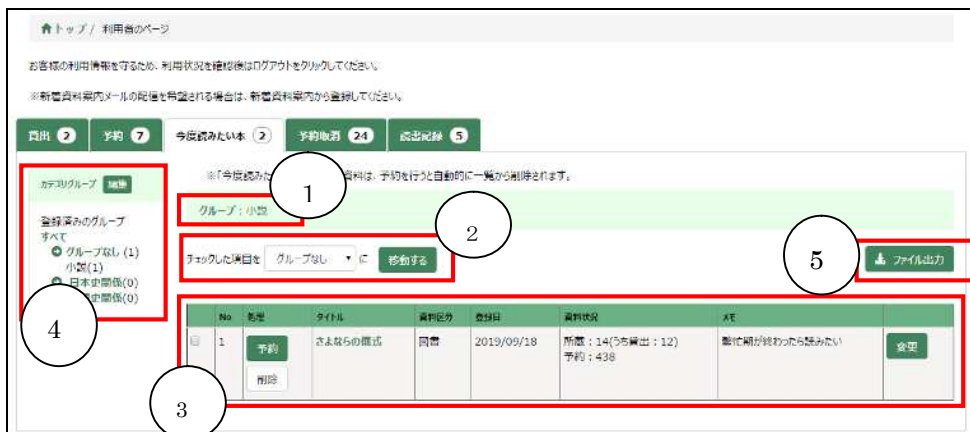 トップ / 利用者のページ
お客様の利用情報を守るため、利用状況を確認後はログアウトをクリックしてください。
※新着資料案内メールの配信を希望される場合は、新着資料案内から登録してください。
貸出 2 予約 7 今度読みたい本 2 予約取消 24 読書記録 5
カテゴリグループ 編集
※「今度読みた 資料は、予約を行うと自動的に一覧から削除されます。
1
グループ：小説
登録済みのグループ
すべて
グループなし (1)
小説(1)
日本史関係(0)
史関係(0)
2
チェックした項目を グループなし に 移動する
5
ファイル出力
4
No 処理 タイトル 資料区分 登録日 資料状況 メモ
1 予約 さよならの儀式 図書 2019/09/18 所蔵：14(うち貸出：12) 繁忙期が終わったら読みたい 変更
予約：438
削除
3